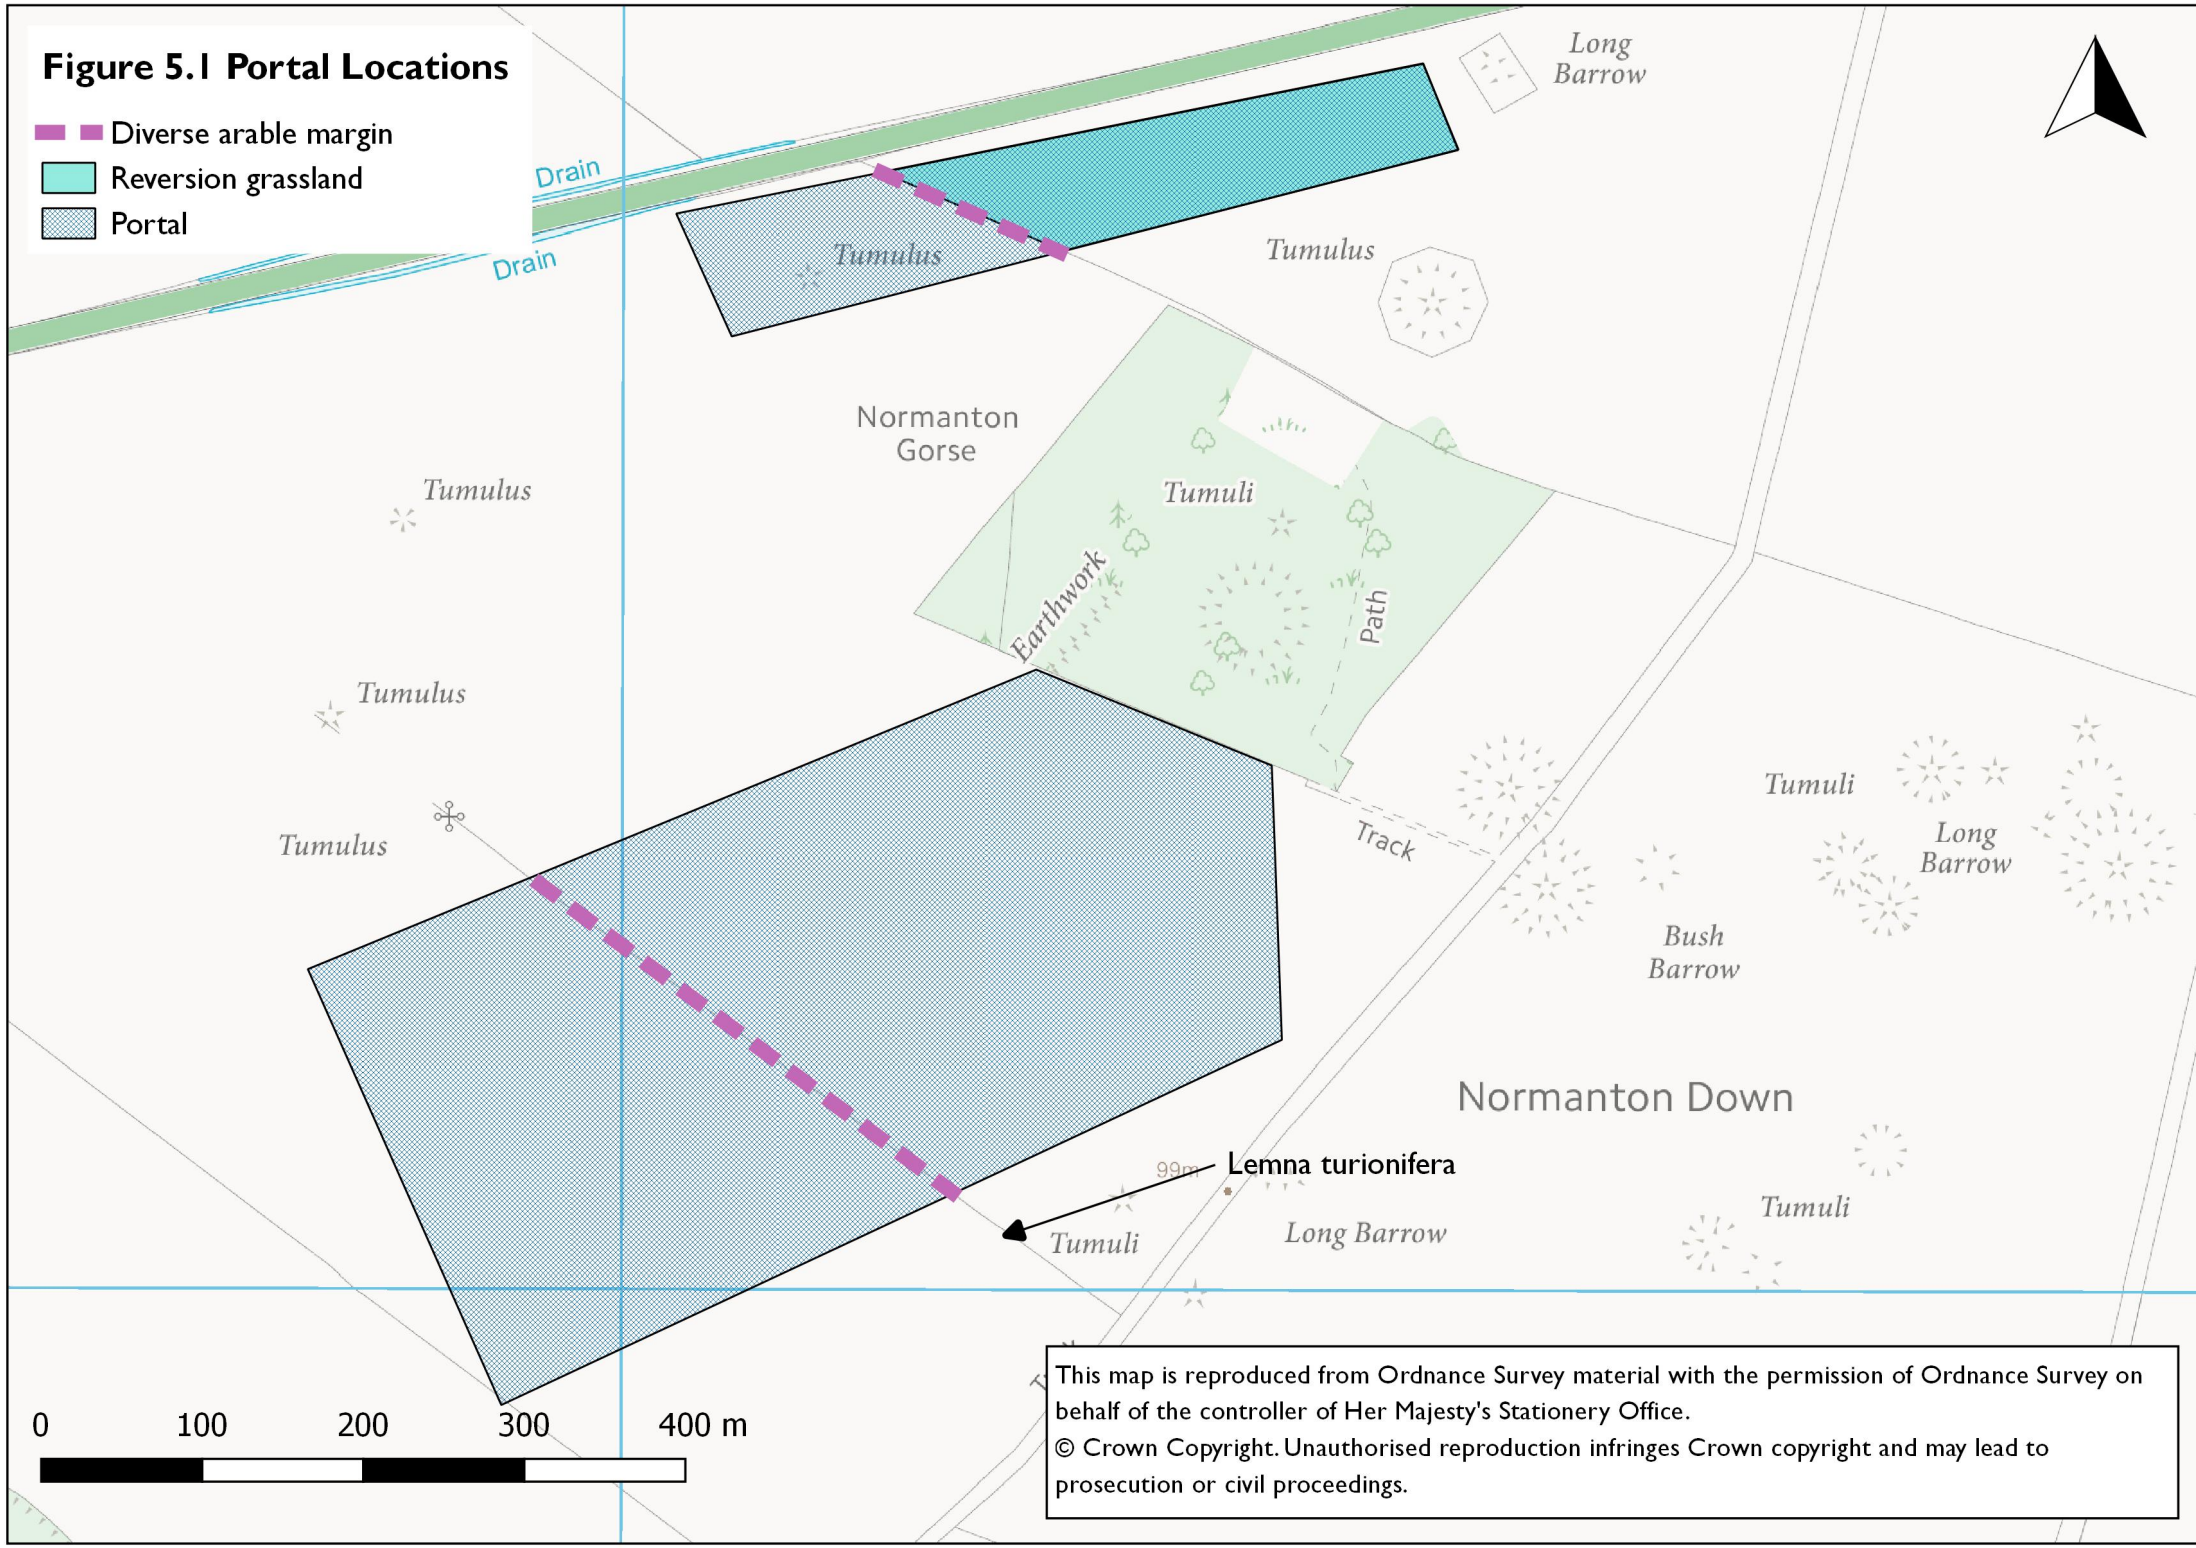 Figure 5.1 Portal Locations
Diverse arable margin
Reversion grassland
Portal
Long
Barrow
Drain
Drain
Tumulus
Tumulus
Normanton
Gorse
Tumulus
Tumuli
Earthwork
Path
Tumulus
Tumulus
Track
Tumuli
Long
Barrow
Bush
Barrow
Normanton Down
99m
Lemna turionifera
Tumuli
Long Barrow
Tumuli
0 100 200 300 400 m
This map is reproduced from Ordnance Survey material with the permission of Ordnance Survey on
behalf of the controller of Her Majesty's Stationery Office.
© Crown Copyright. Unauthorised reproduction infringes Crown copyright and may lead to
prosecution or civil proceedings.